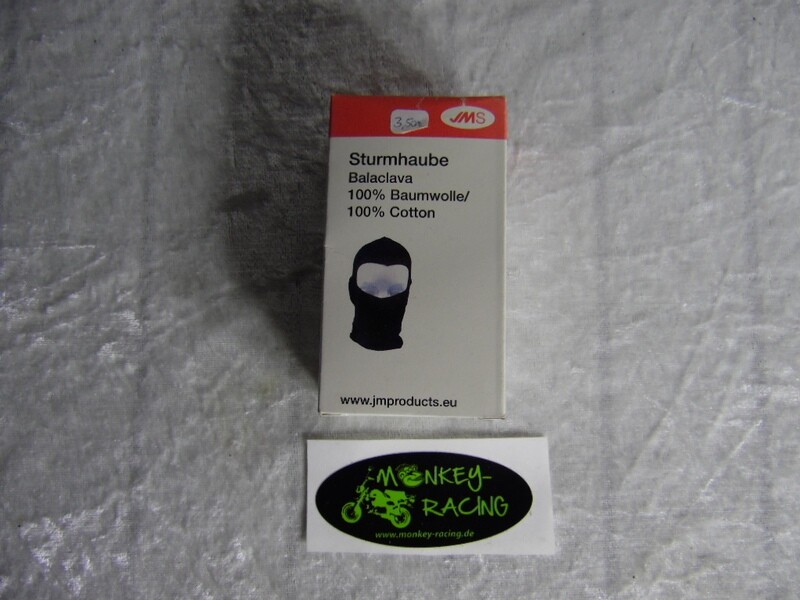 3,50€
JMS
Sturmhaube
Balaclava
100% Baumwolle/
100% Cotton
www.jmproducts.eu
MONKEY-
RACING
www.monkey-racing.de